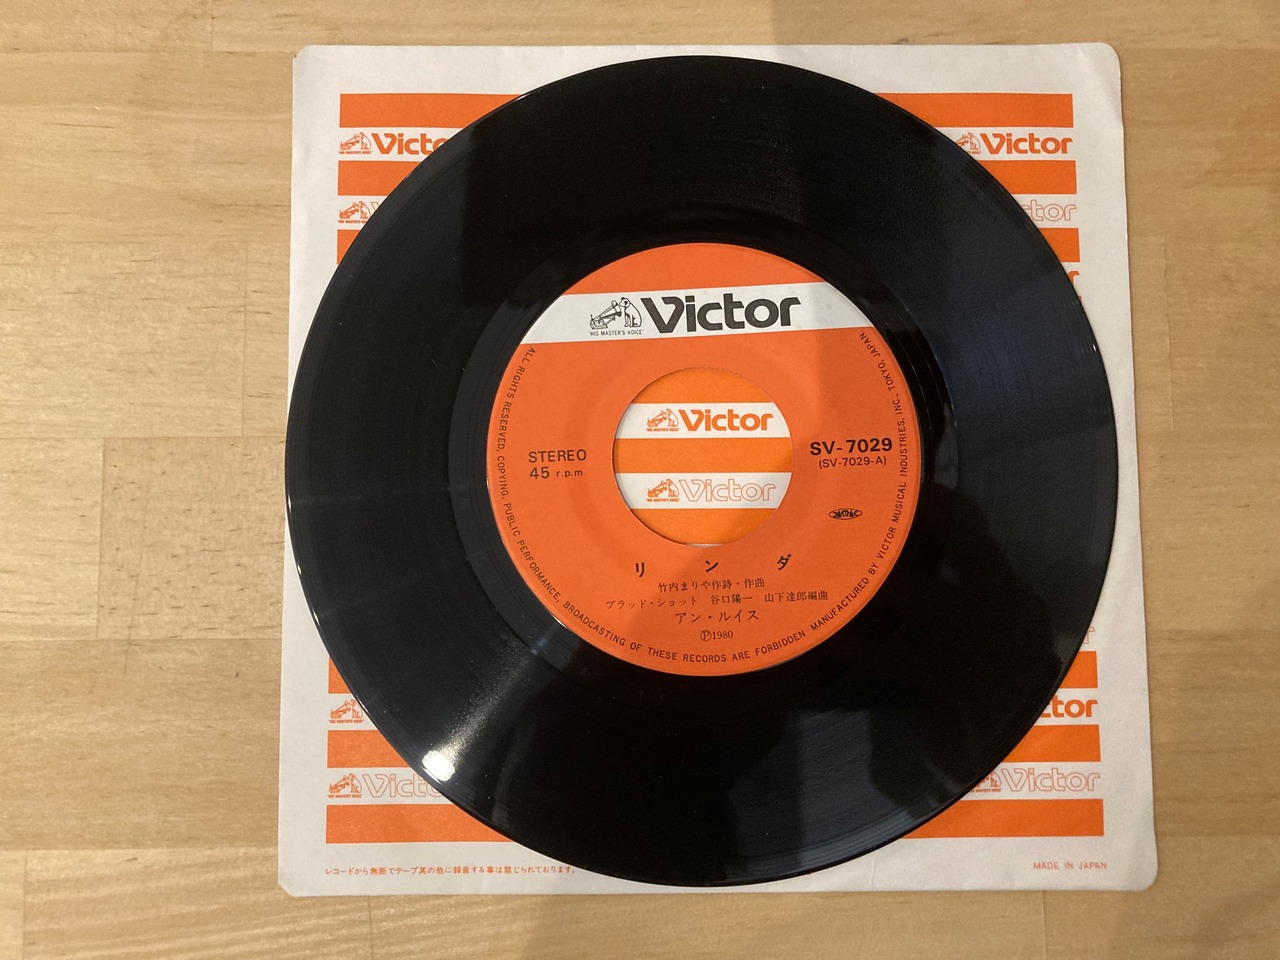 Victor
Victor
"HIS MASTER'S VOICE"
Victor
"HIS MASTER'S VOICE"
ALL RIGHTS RESERVED. COPYING, PUBLIC PERFORMANCE, BROADCASTING OF THESE RECORDS ARE FORBIDDEN MANUFACTURED BY VICTOR MUSICAL INDUSTRIES, INC., TOKYO, JAPAN
Victor
STEREO
45 r.p.m
SV-7029
(SV-7029-A)
Victor
JASRAC
リンダ
竹内まりや作詩・作曲
ブラッド・ショット 谷口陽一 山下達郎編曲
アン・ルイス
Ⓟ1980
Victor
レコードから無断でテープ其の他に録音する事は禁じられております。
MADE IN JAPAN